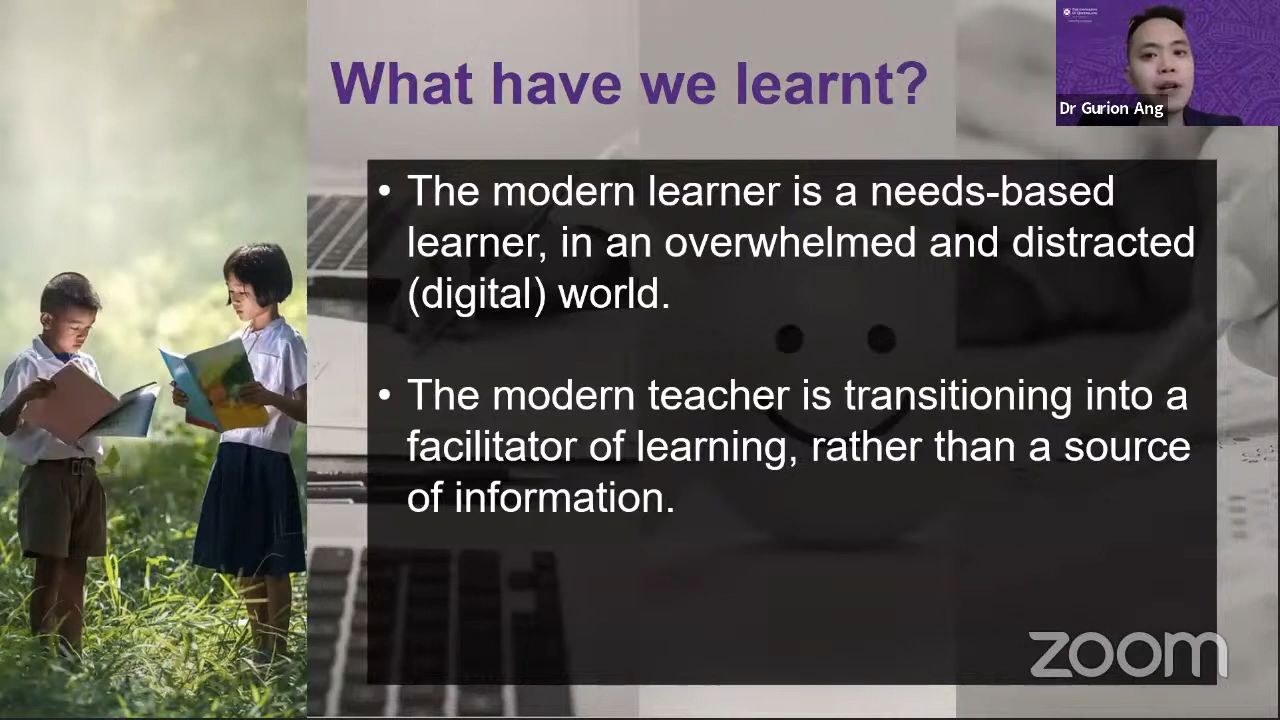 What have we learnt?
Dr Gurion Ang
• The modern learner is a needs-based
learner, in an overwhelmed and distracted
(digital) world.
• The modern teacher is transitioning into a
facilitator of learning, rather than a source
of information.
zoom